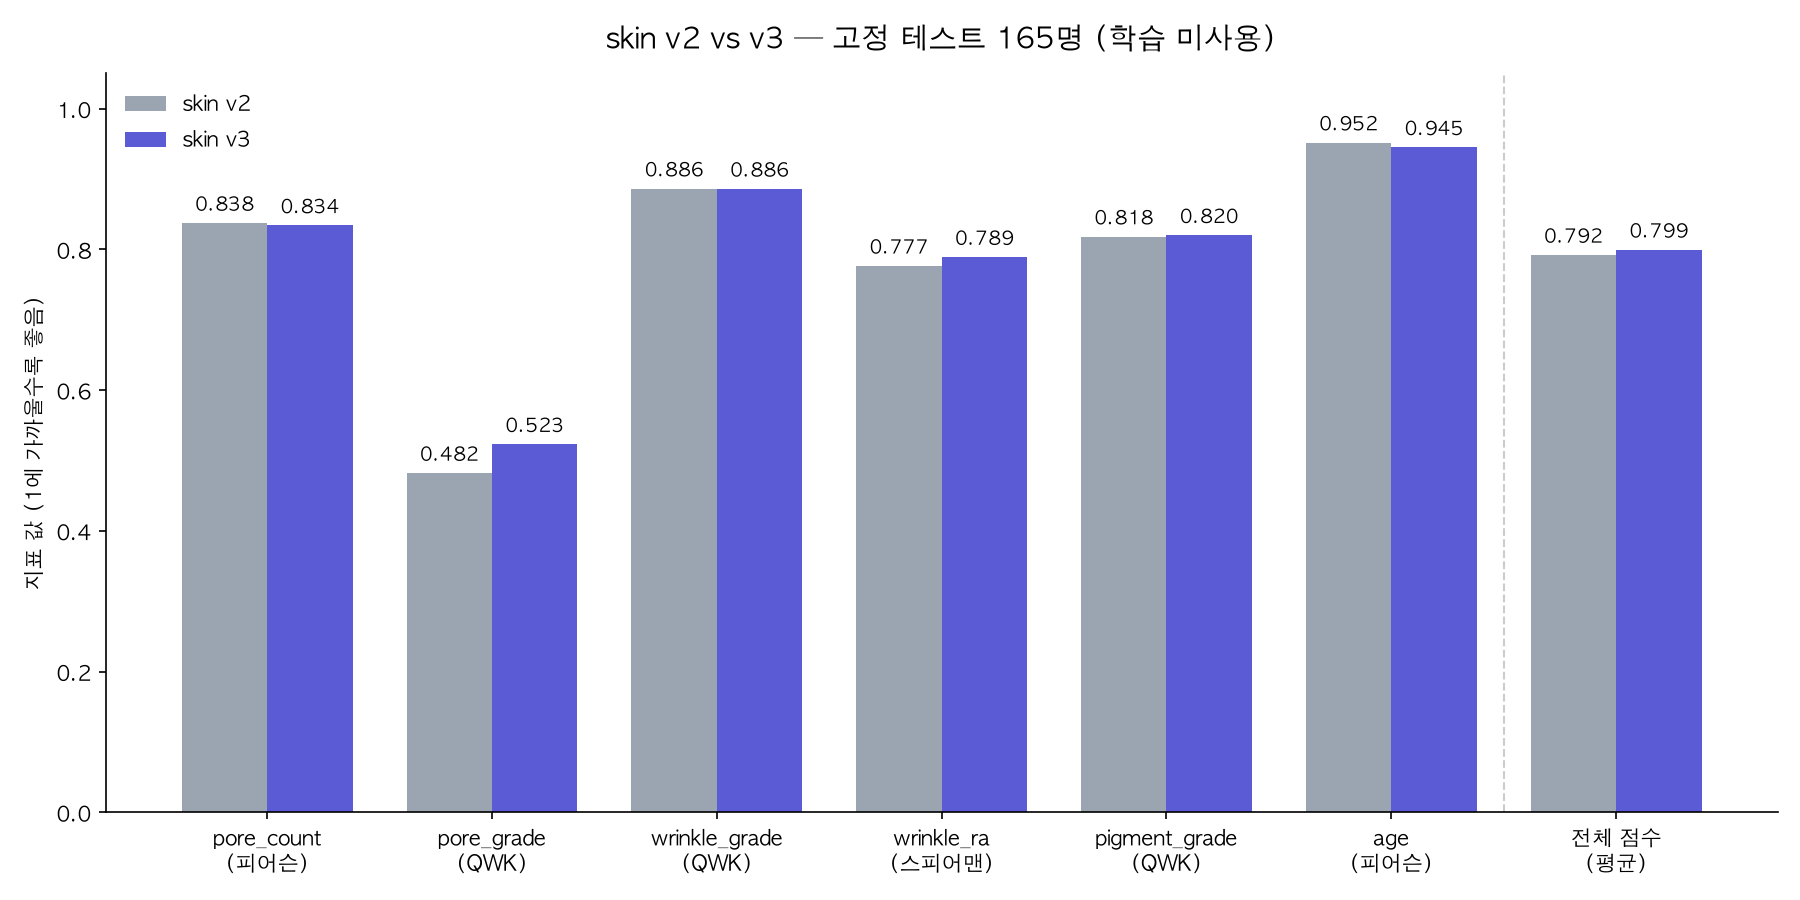 skin v2 vs v3 — 고정 테스트 165명 (학습 미사용)
skin v2
skin v3
지표 값 (1에 가까울수록 좋음)
1.0
0.8
0.6
0.4
0.2
0.0
0.838
0.834
0.482
0.523
0.886
0.886
0.777
0.789
0.818
0.820
0.952
0.945
0.792
0.799
pore_count
(피어슨)
pore_grade
(QWK)
wrinkle_grade
(QWK)
wrinkle_ra
(스피어맨)
pigment_grade
(QWK)
age
(피어슨)
전체 점수
(평균)